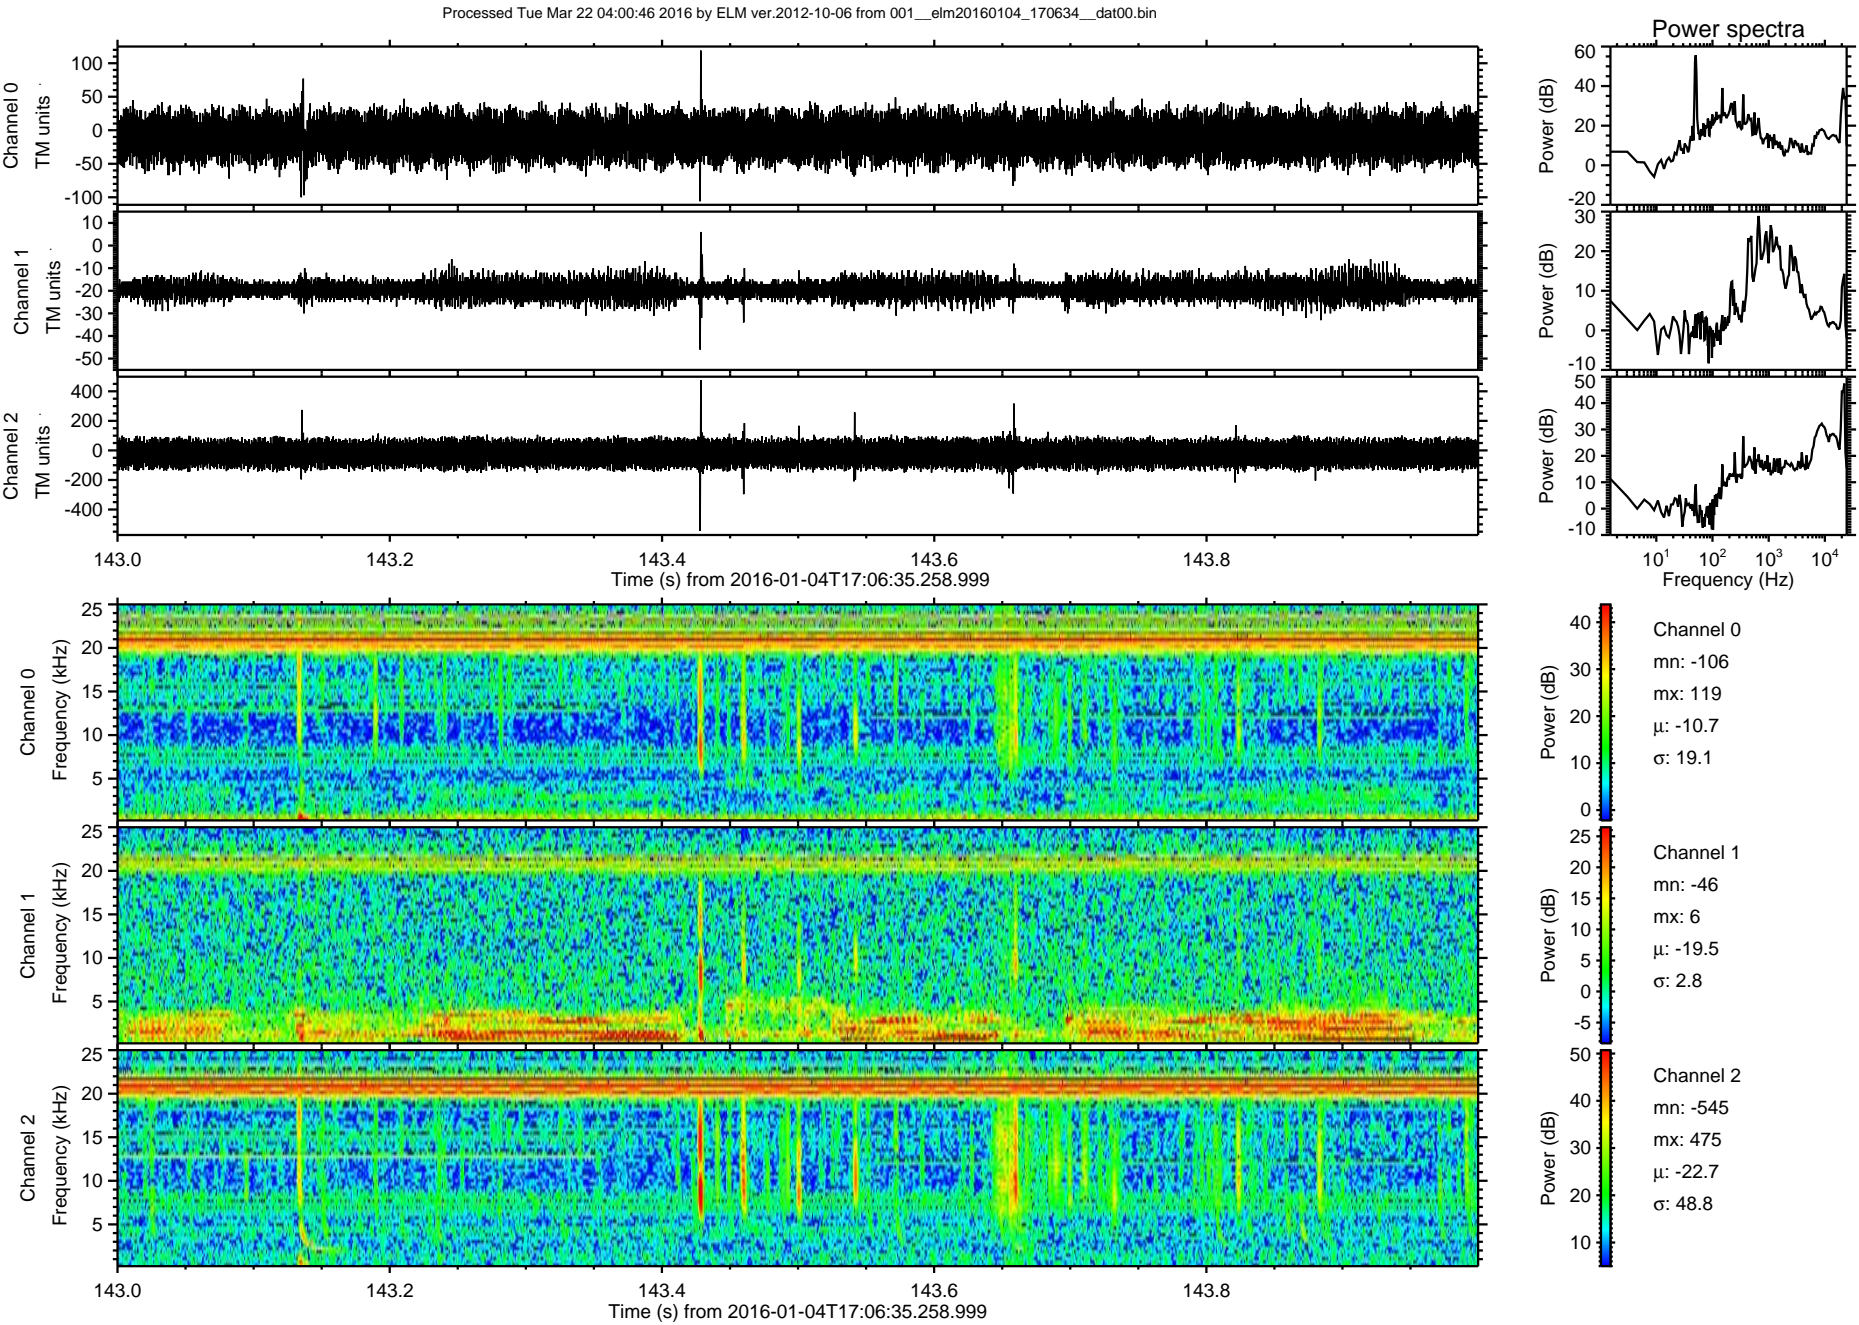 Processed Tue Mar 22 04:00:46 2016 by ELM ver.2012-10-06 from 001__elm20160104_170634__dat00.bin
Power spectra
Channel 0
TM units
100
50
0
-50
-100
Power (dB)
60
40
20
0
-20
Channel 1
TM units
10
0
-10
-20
-30
-40
-50
Power (dB)
30
20
10
0
-10
Channel 2
TM units
400
200
0
-200
-400
Power (dB)
50
40
30
20
10
0
-10
143.0 143.2 143.4 143.6 143.8
Time (s) from 2016-01-04T17:06:35.258.999
10^1 10^2 10^3 10^4
Frequency (Hz)
Channel 0
Frequency (kHz)
25
20
15
10
5
Power (dB)
40
30
20
10
0
Channel 0
mn: -106
mx: 119
μ: -10.7
σ: 19.1
Channel 1
Frequency (kHz)
25
20
15
10
5
Power (dB)
25
20
15
10
5
0
-5
Channel 1
mn: -46
mx: 6
μ: -19.5
σ: 2.8
Channel 2
Frequency (kHz)
25
20
15
10
5
Power (dB)
50
40
30
20
10
Channel 2
mn: -545
mx: 475
μ: -22.7
σ: 48.8
143.0 143.2 143.4 143.6 143.8
Time (s) from 2016-01-04T17:06:35.258.999